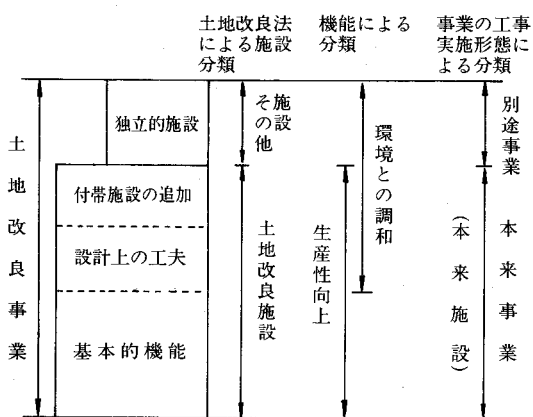 土地改良法
による施設
分類
機能による
分類
事業の工事
実施の形態に
よる分類
土地改良事業
独立的施設
付帯施設の追加
設計上の工夫
基本的機能
施設
その他
土地改良施設
環境との調和
生産性向上
別途事業
本来事業
(本来施設)